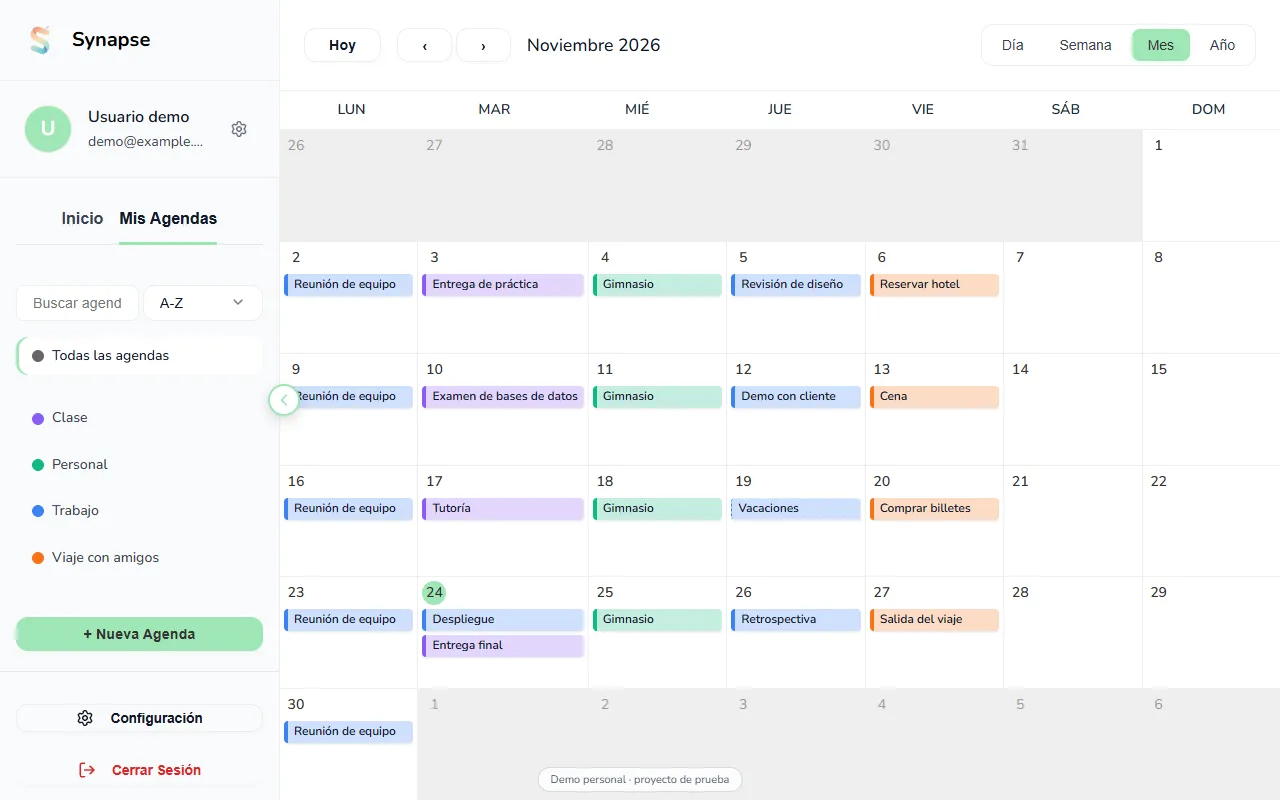 Synapse
U
Usuario demo
demo@example....
Inicio Mis Agendas
Buscar agend
A-Z
Todas las agendas
Clase
Personal
Trabajo
Viaje con amigos
+ Nueva Agenda
Configuración
Cerrar Sesión
Hoy ‹ › Noviembre 2026
Día Semana Mes Año
LUN MAR MIÉ JUE VIE SÁB DOM
26 27 28 29 30 31 1
2 3 4 5 6 7 8
Reunión de equipo Entrega de práctica Gimnasio Revisión de diseño Reservar hotel
9 10 11 12 13 14 15
Reunión de equipo Examen de bases de datos Gimnasio Demo con cliente Cena
16 17 18 19 20 21 22
Reunión de equipo Tutoría Gimnasio Vacaciones Comprar billetes
23 24 25 26 27 28 29
Reunión de equipo Despliegue Gimnasio Retrospectiva Salida del viaje
Entrega final
30 1 2 3 4 5 6
Reunión de equipo
Demo personal · proyecto de prueba